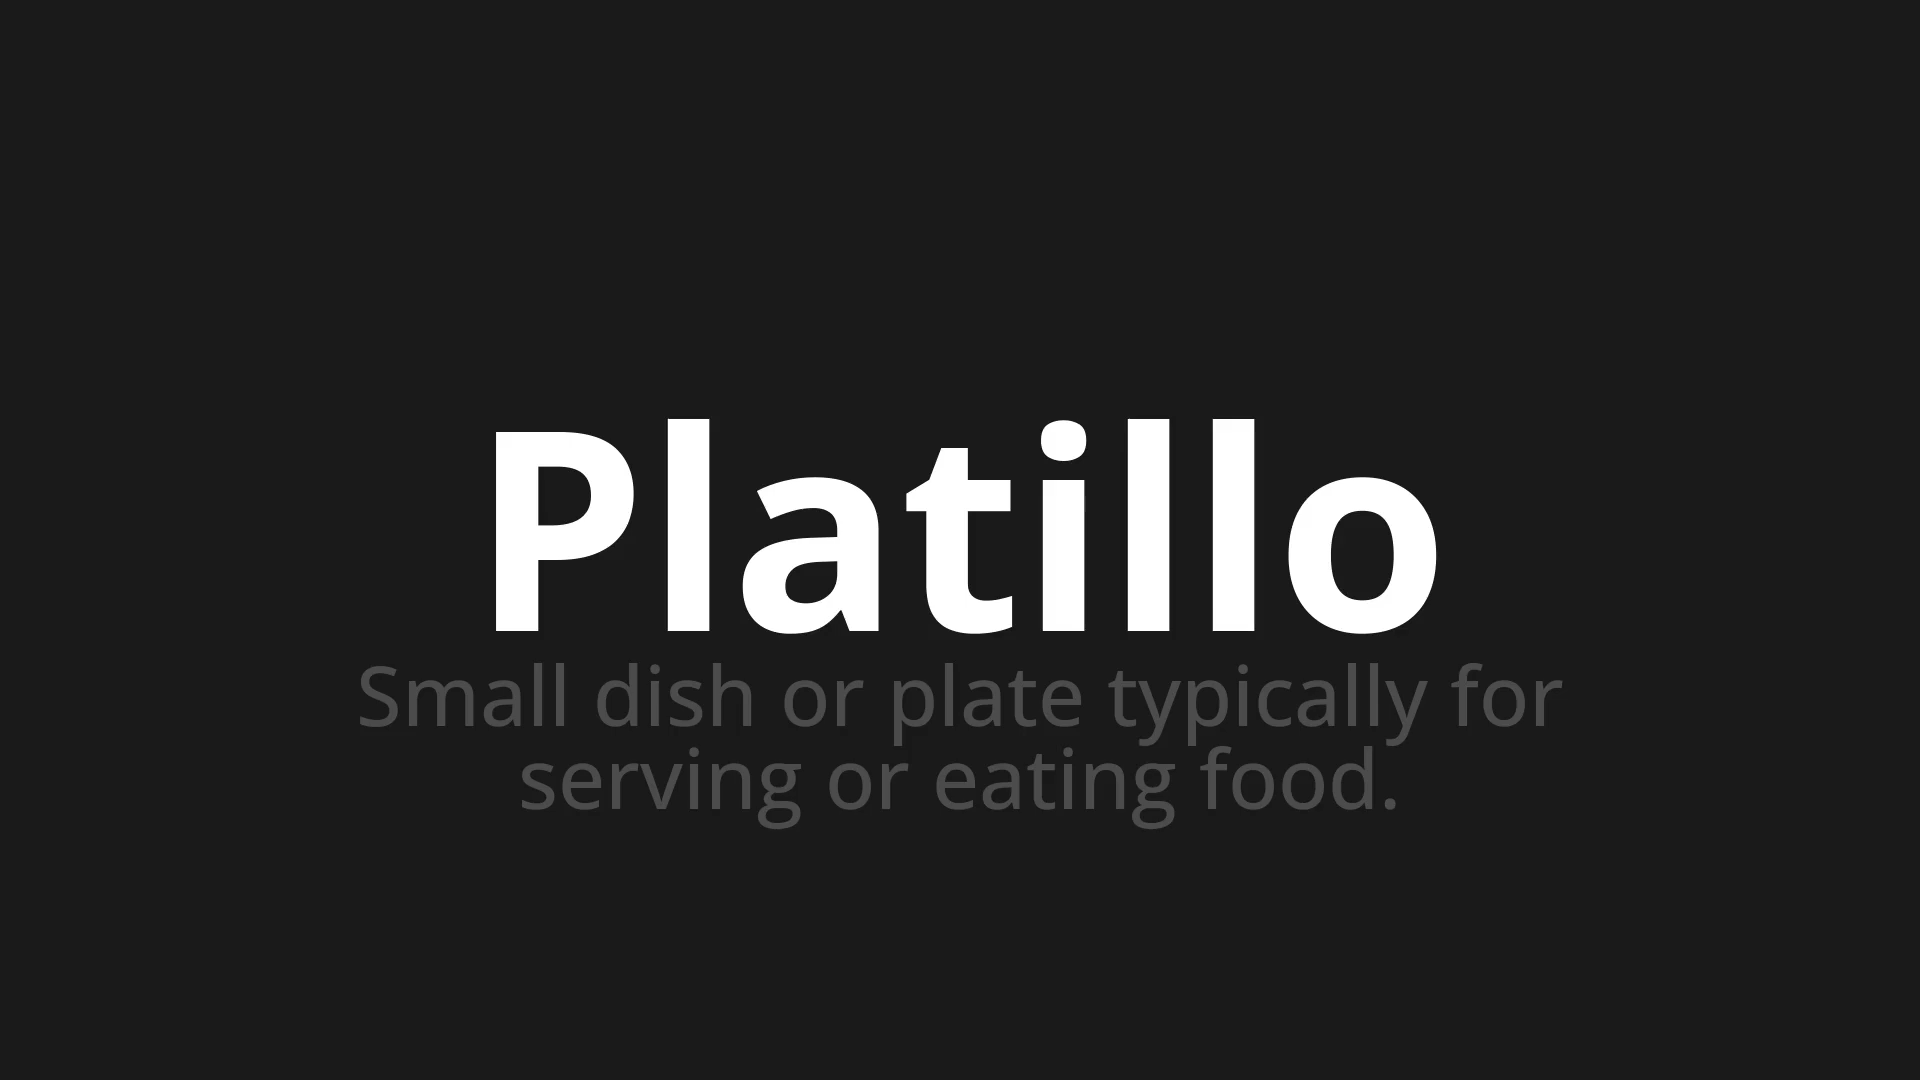 Platillo
Small dish or plate typically for
serving or eating food.